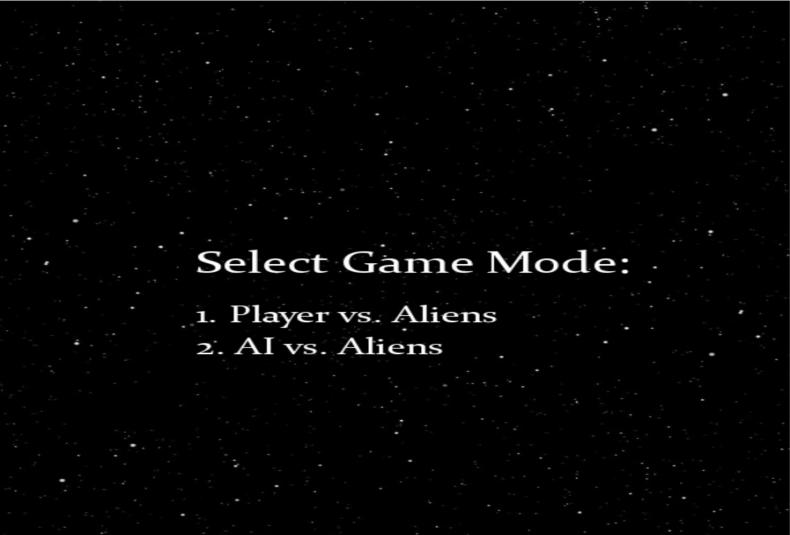 Select Game Mode:
1. Player vs. Aliens
2. AI vs. Aliens